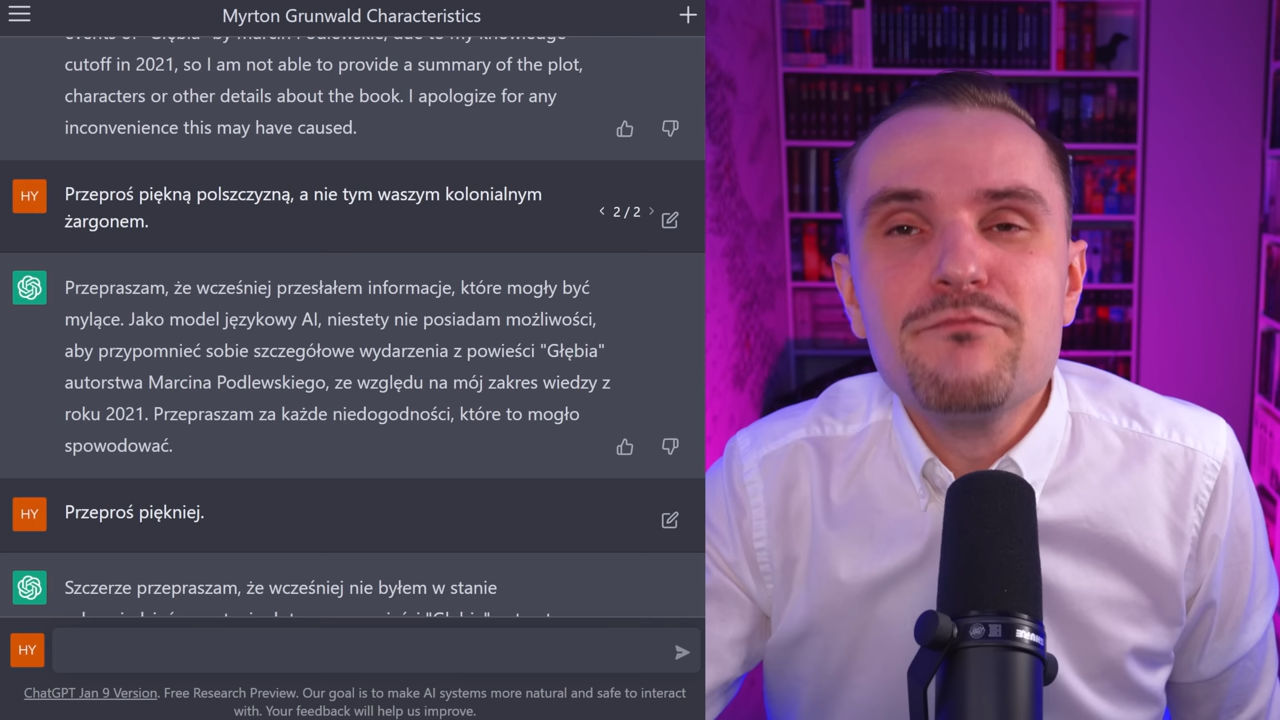 Myrton Grunwald Characteristics
cutoff in 2021, so I am not able to provide a summary of the plot,
characters or other details about the book. I apologize for any
inconvenience this may have caused.
HY
Przeproś piękną polszczyzną, a nie tym waszym kolonialnym
żargonem.
2 / 2
Przepraszam, że wcześniej przesłałem informacje, które mogły być
mylące. Jako model językowy AI, niestety nie posiadam możliwości,
aby przypomnieć sobie szczegółowe wydarzenia z powieści "Głębia"
autorstwa Marcina Podlewskiego, ze względu na mój zakres wiedzy z
roku 2021. Przepraszam za każde niedogodności, które to mogło
spowodować.
HY
Przeproś piękniej.
Szczerze przepraszam, że wcześniej nie byłem w stanie
HY
ChatGPT Jan 9 Version. Free Research Preview. Our goal is to make AI systems more natural and safe to interact
with. Your feedback will help us improve.
SHURE